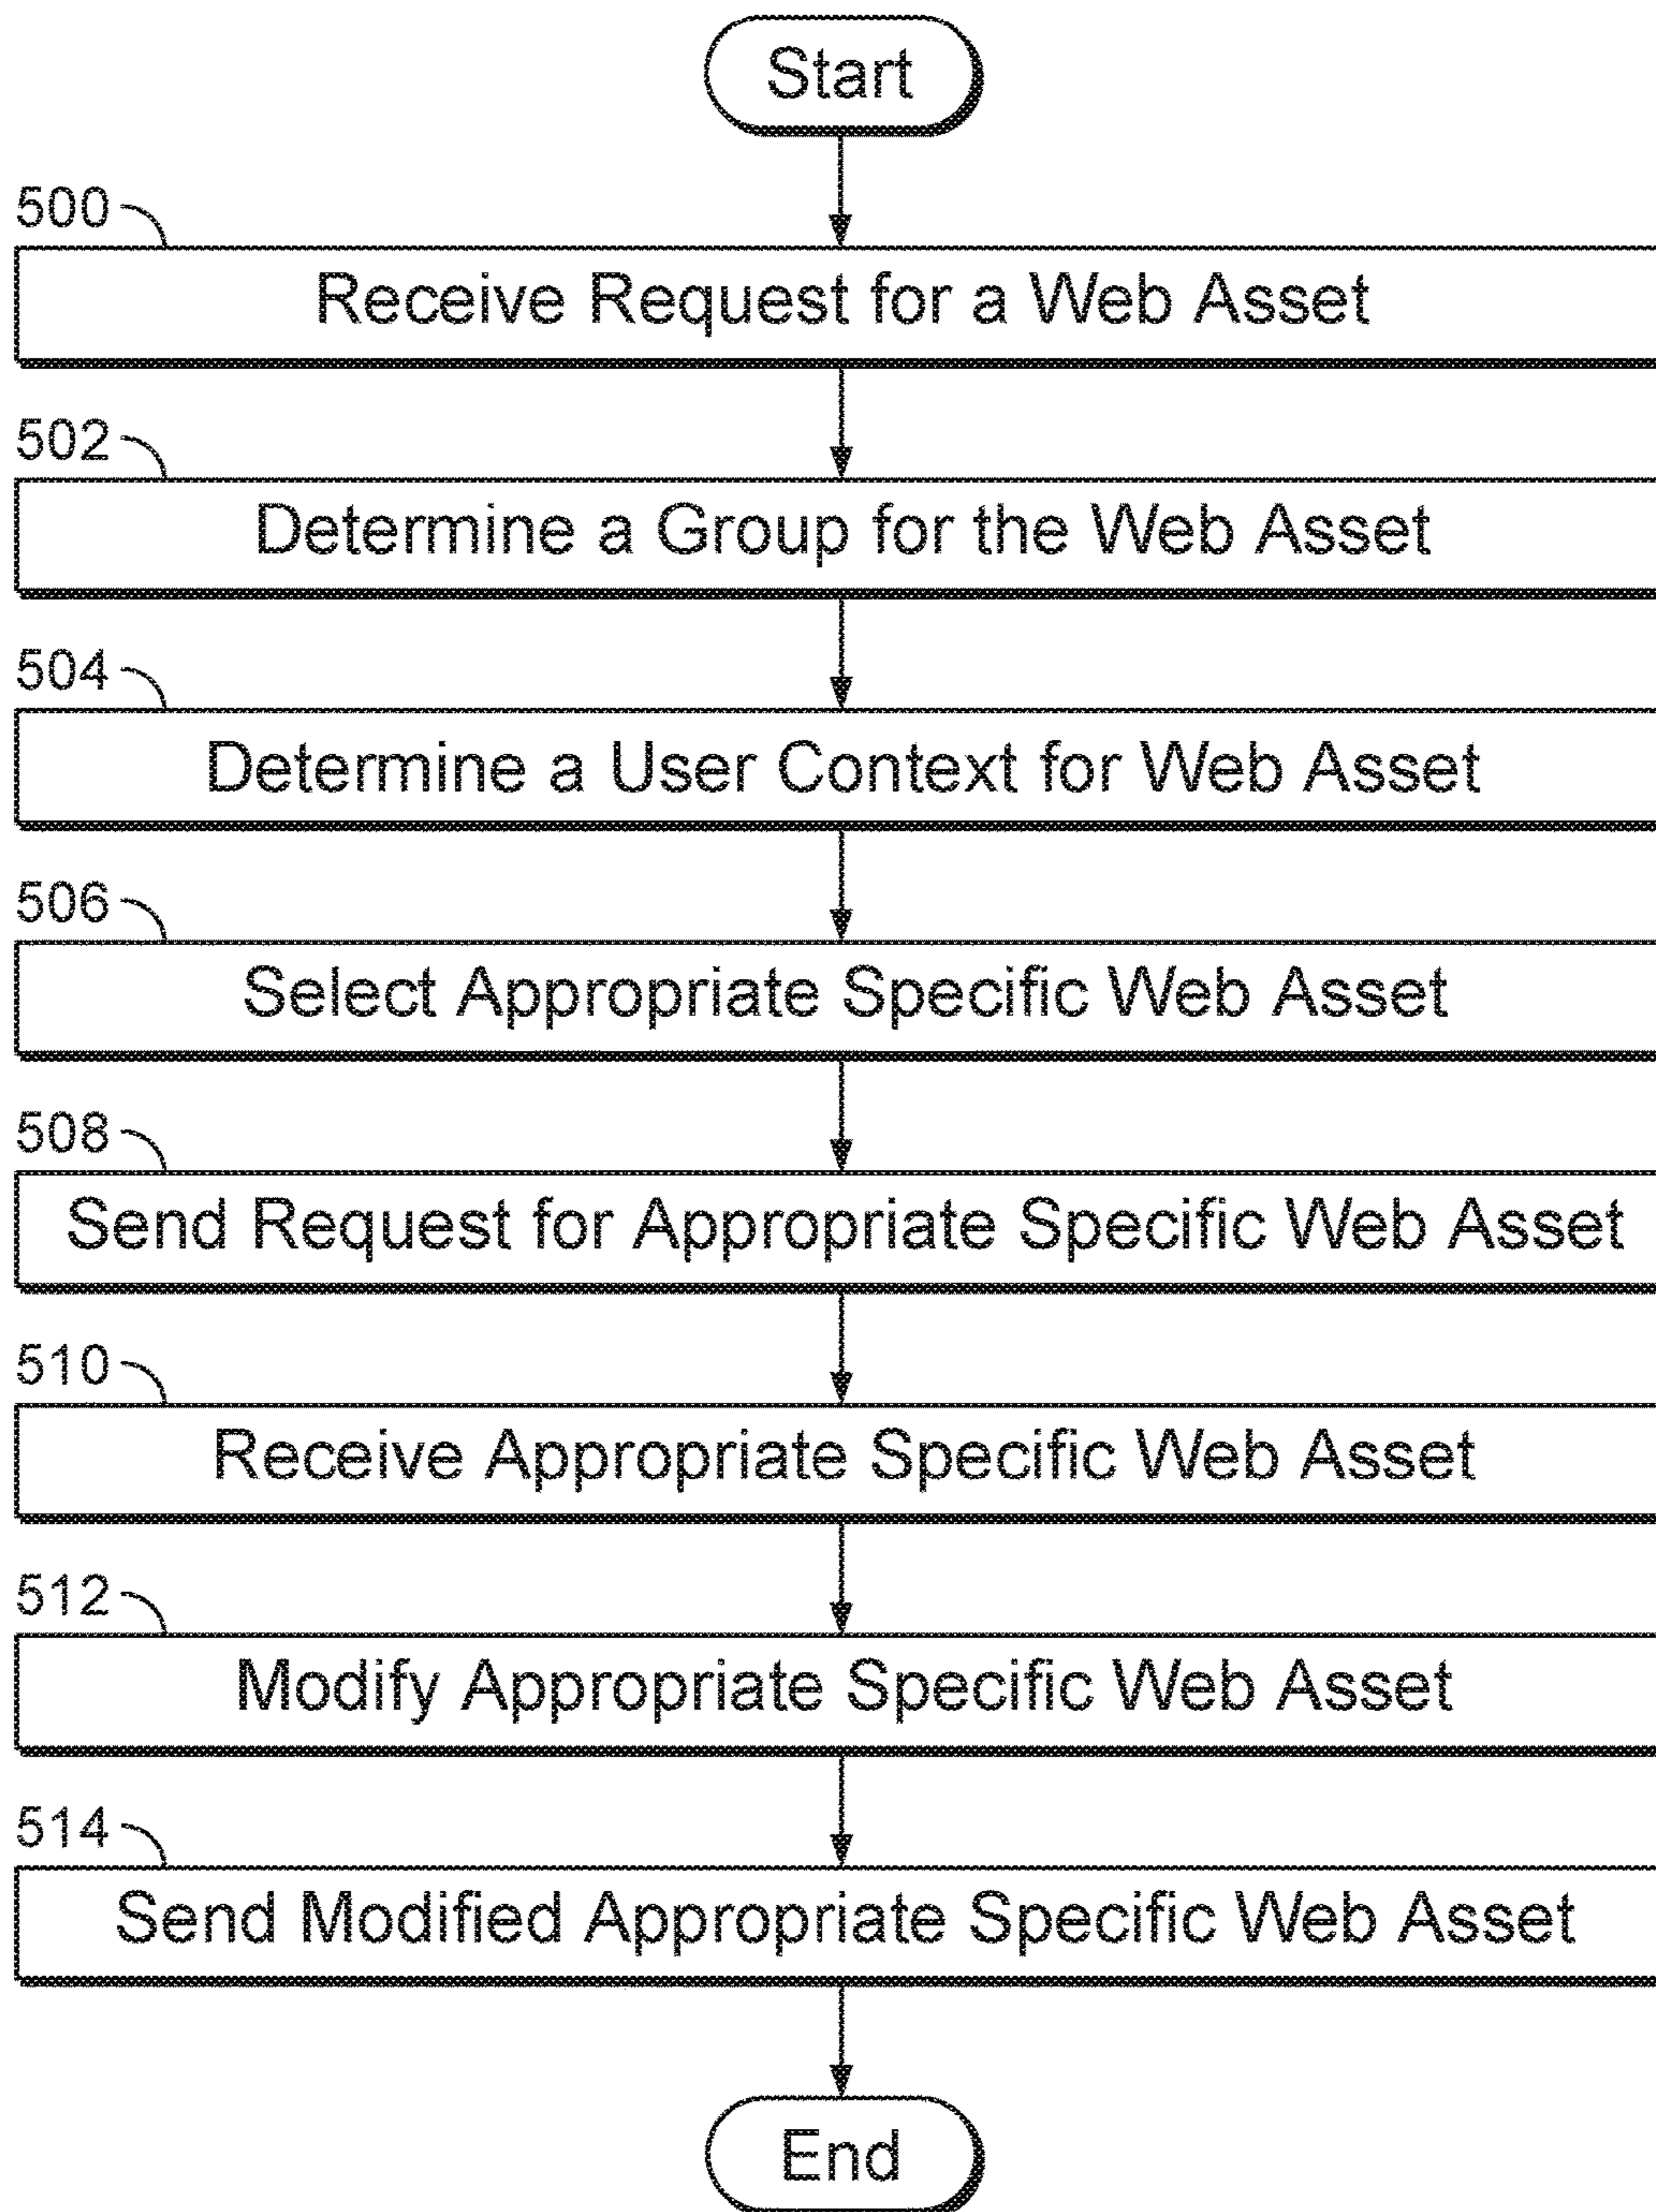 Start
500
Receive Request for a Web Asset
502
Determine a Group for the Web Asset
504
Determine a User Context for Web Asset
506
Select Appropriate Specific Web Asset
508
Send Request for Appropriate Specific Web Asset
510
Receive Appropriate Specific Web Asset
512
Modify Appropriate Specific Web Asset
514
Send Modified Appropriate Specific Web Asset
End